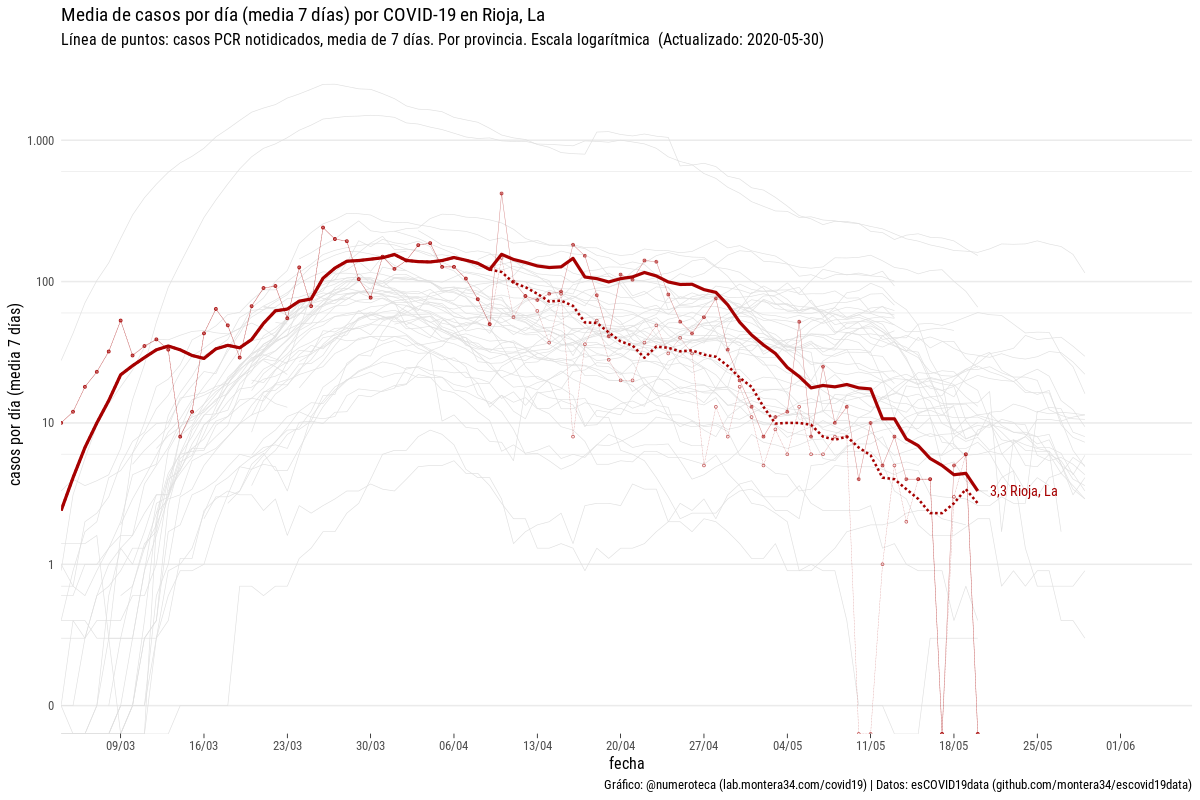 Media de casos por día (media 7 días) por COVID-19 en Rioja, La
Línea de puntos: casos PCR notidicados, media de 7 días. Por provincia. Escala logarítmica (Actualizado: 2020-05-30)
casos por día (media 7 días)
1.000
100
10
1
0
3,3 Rioja, La
09/03 16/03 23/03 30/03 06/04 13/04 20/04 27/04 04/05 11/05 18/05 25/05 01/06
fecha
Gráfico: @numeroteca (lab.montera34.com/covid19) | Datos: esCOVID19data (github.com/montera34/escovid19data)